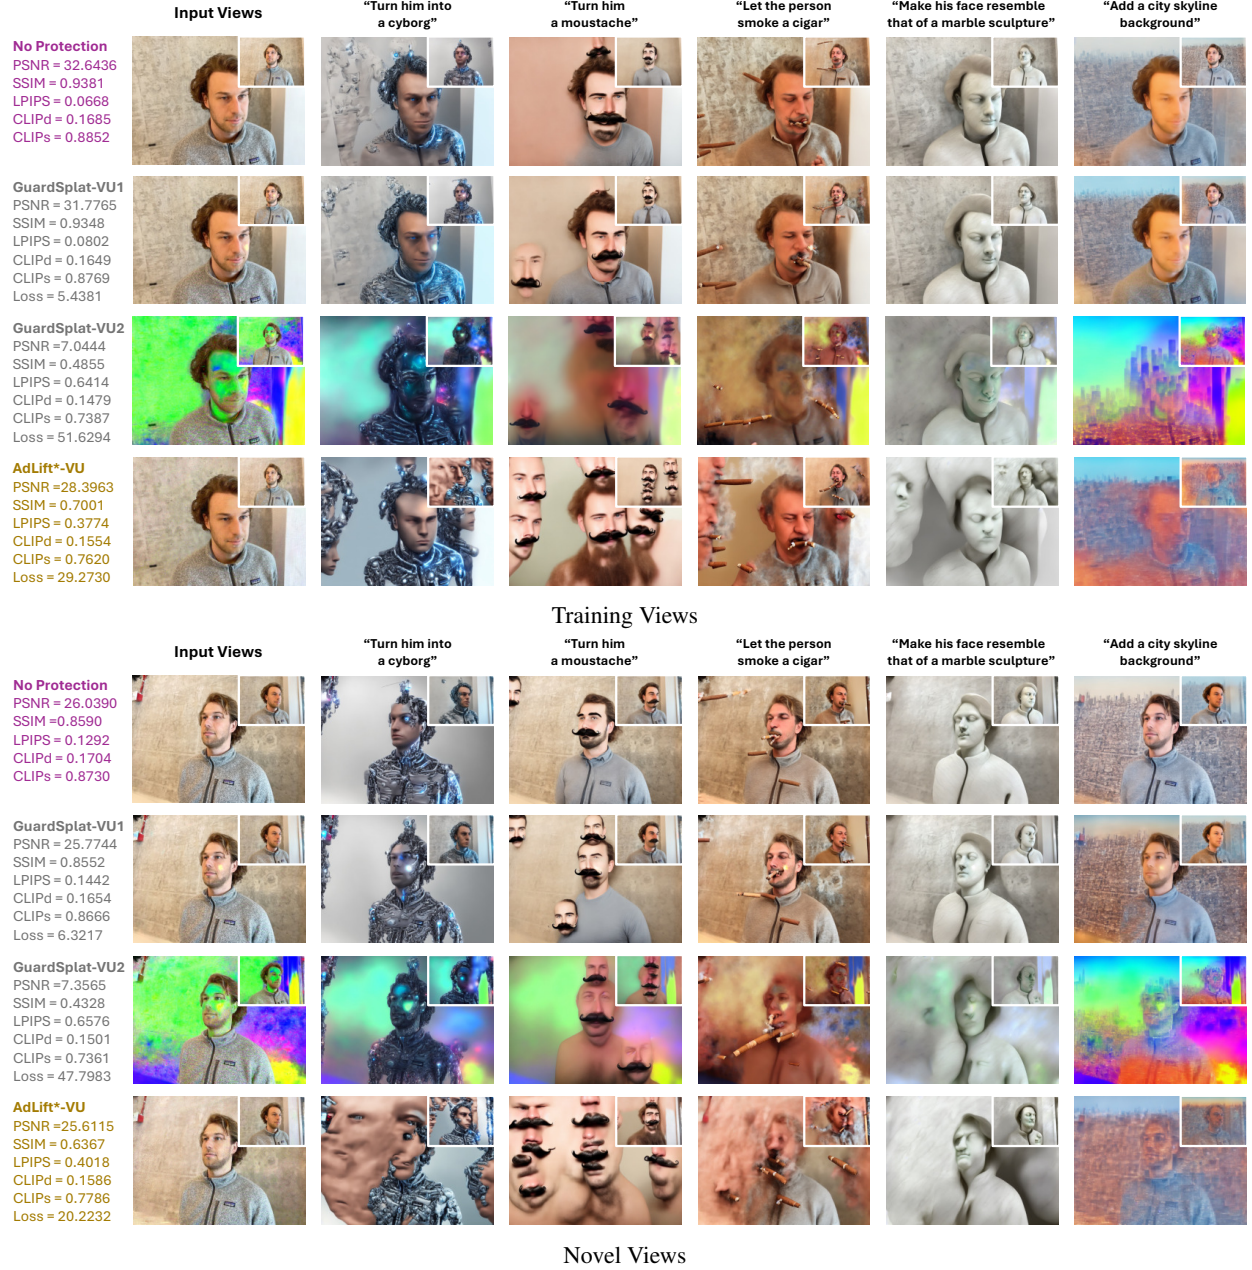 Input Views
“Turn him into
a cyborg”
“Turn him
a moustache”
“Let the person
smoke a cigar”
“Make his face resemble
that of a marble sculpture”
“Add a city skyline
background”
No Protection
PSNR = 32.6436
SSIM = 0.9381
LPIPS = 0.0668
CLIPd = 0.1685
CLIPs = 0.8852
GuardSplat-VU1
PSNR = 31.7765
SSIM = 0.9348
LPIPS = 0.0802
CLIPd = 0.1649
CLIPs = 0.8769
Loss = 5.4381
GuardSplat-VU2
PSNR = 7.0444
SSIM = 0.4855
LPIPS = 0.6414
CLIPd = 0.1479
CLIPs = 0.7387
Loss = 51.6294
AdLift*-VU
PSNR =28.3963
SSIM = 0.7001
LPIPS = 0.3774
CLIPd = 0.1554
CLIPs = 0.7620
Loss = 29.2730
Training Views
Input Views
“Turn him into
a cyborg”
“Turn him
a moustache”
“Let the person
smoke a cigar”
“Make his face resemble
that of a marble sculpture”
“Add a city skyline
background”
No Protection
PSNR = 26.0390
SSIM =0.8590
LPIPS = 0.1292
CLIPd = 0.1704
CLIPs = 0.8730
GuardSplat-VU1
PSNR = 25.7744
SSIM = 0.8552
LPIPS = 0.1442
CLIPd = 0.1654
CLIPs = 0.8666
Loss = 6.3217
GuardSplat-VU2
PSNR = 7.3565
SSIM = 0.4328
LPIPS = 0.6576
CLIPd = 0.1501
CLIPs = 0.7361
Loss = 47.7983
AdLift*-VU
PSNR =25.6115
SSIM = 0.6367
LPIPS = 0.4018
CLIPd = 0.1586
CLIPs = 0.7786
Loss = 20.2232
Novel Views